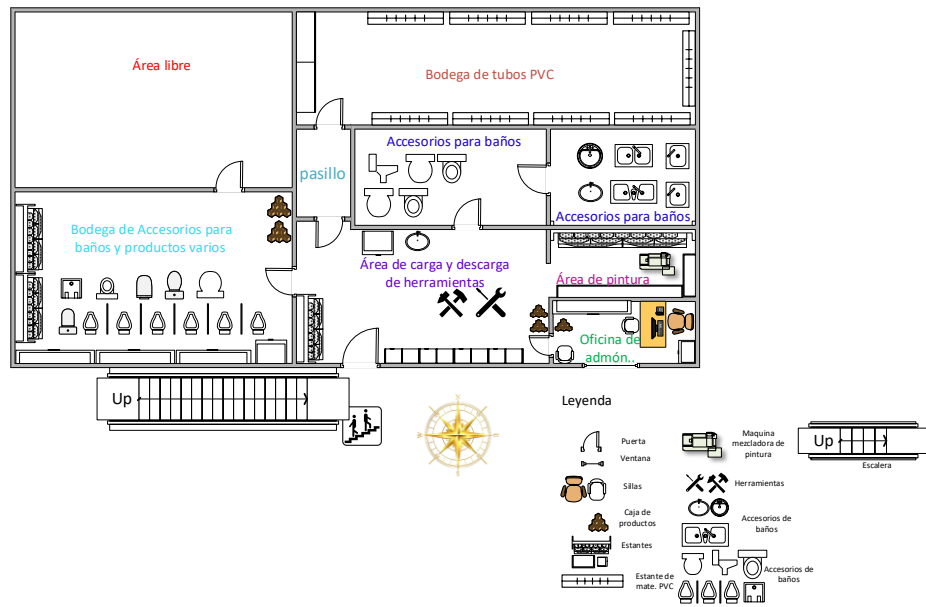 Área libre
Bodega de tubos PVC
pasillo
Accesorios para baños
Accesorios para baños
Bodega de Accesorios para
baños y productos varios
Área de carga y descarga
de herramientas
Área de pintura
Oficina de
admón..
Up
Leyenda
Puerta
Ventana
Sillas
Caja de
productos
Estantes
Estante de
mate. PVC
Maquina
mezcladora de
pintura
Herramientas
Accesorios de
baños
Accesorios de
baños
Up
Escalera